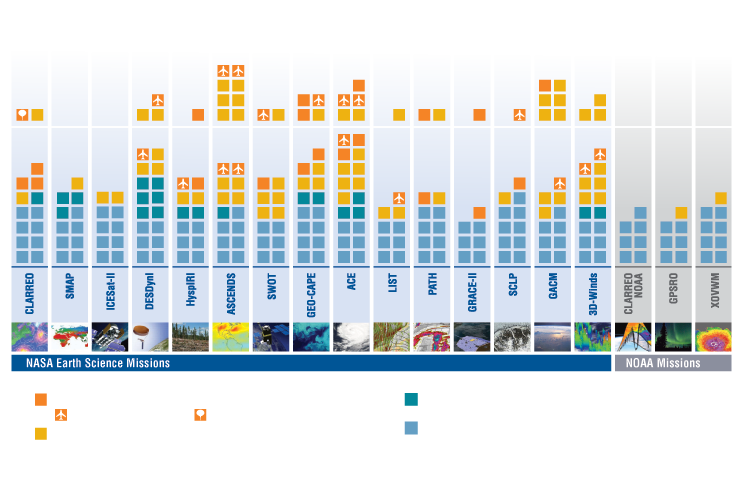 CLARREO
SMAP
ICESat-II
DESDynI
HyspIRI
ASCENDS
SWOT
GEO-CAPE
ACE
LIST
PATH
GRACE-II
SCLP
GACM
3D-Winds
CLARREO
NOAA
GPSRO
XOVWM
NASA Earth Science Missions
NOAA Missions